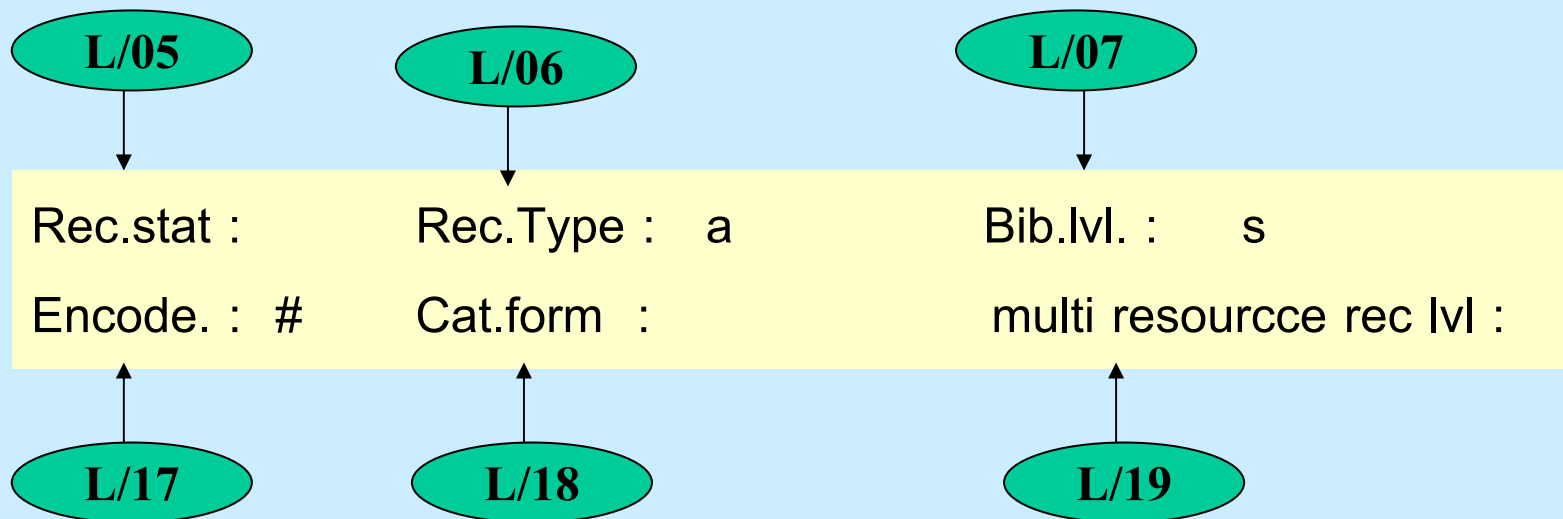 L/05 L/06 L/07
Rec.stat : Rec.Type : a Bib.lvl. : s
Encode. : # Cat.form : multi resourcce rec lvl :
L/17 L/18 L/19